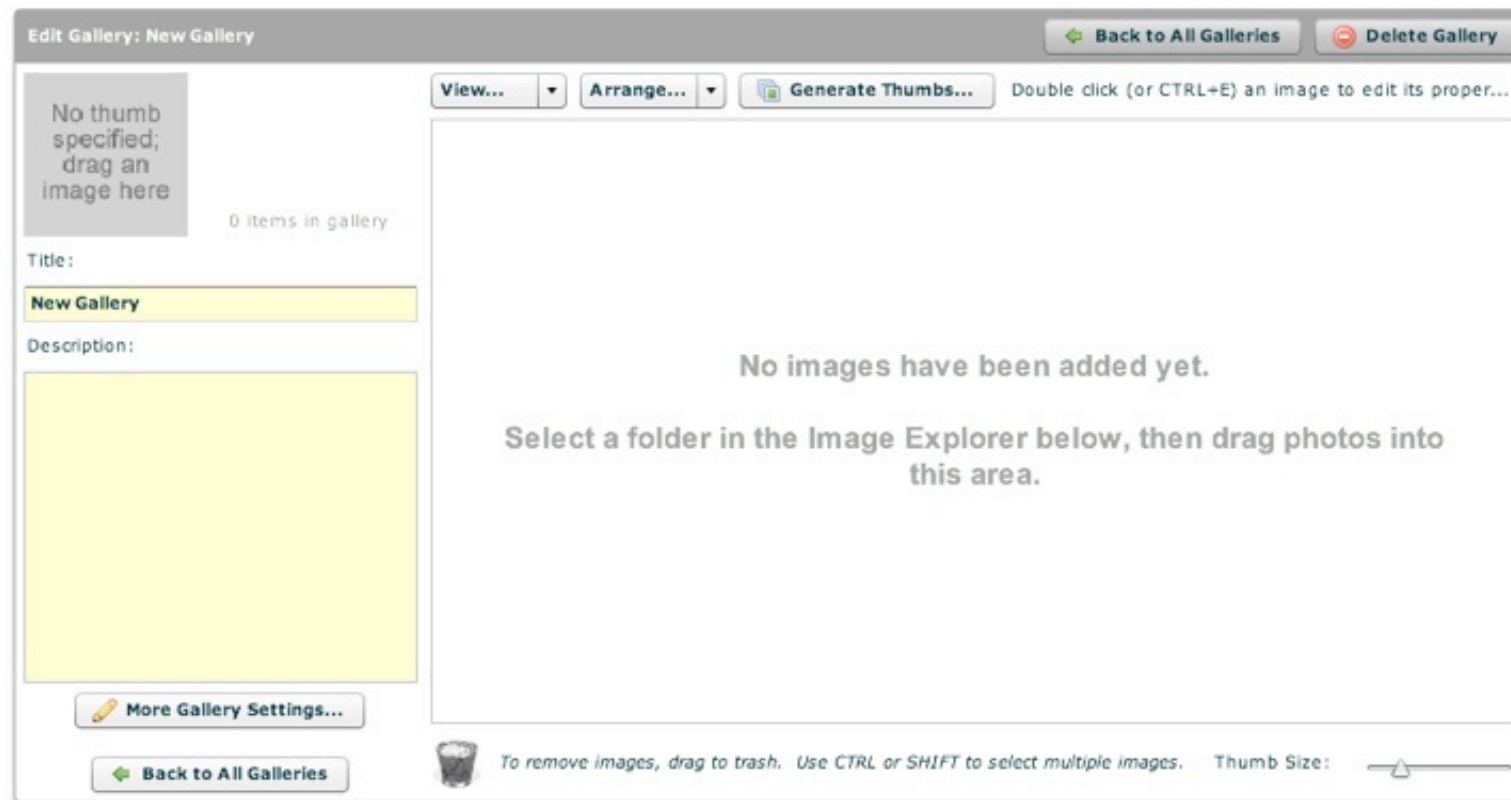 Edit Gallery: New Gallery
Back to All Galleries
Delete Gallery
No thumb
specified;
drag an
image here
0 items in gallery
Title:
New Gallery
Description:
More Gallery Settings...
Back to All Galleries
View...
Arrange...
Generate Thumbs...
Double click (or CTRL+E) an image to edit its proper...
No images have been added yet.
Select a folder in the Image Explorer below, then drag photos into
this area.
To remove images, drag to trash. Use CTRL or SHIFT to select multiple images.
Thumb Size: